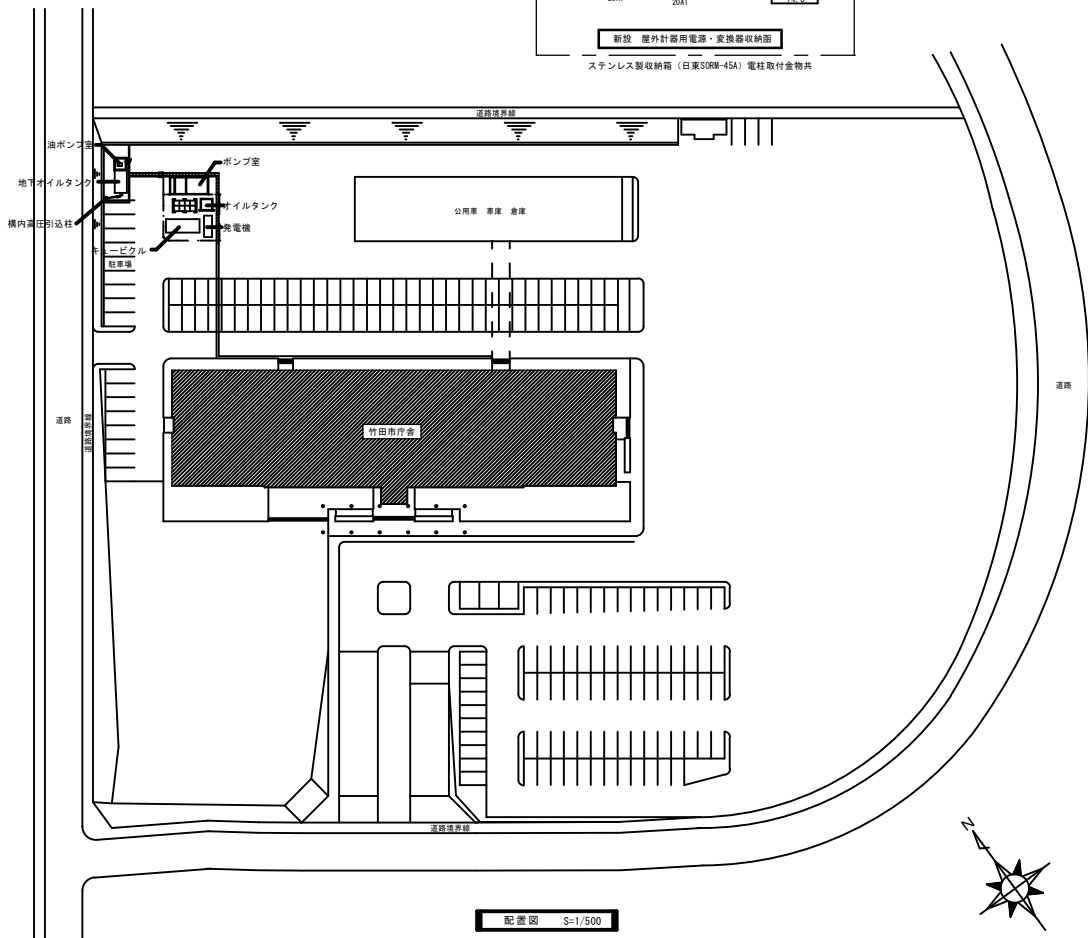 20AT
新設　屋外計器用電源・変換器収納函
ステンレス製収納箱（日東SORM-45A）電柱取付金物共
道路境界線
油ポンプ室
ポンプ室
地下オイルタンク
オイルタンク
公用車　車庫　倉庫
構内高圧引込柱
発電機
キュービクル
駐車場
道路
道路
道路境界線
竹田市庁舎
道路境界線
N
配置図　S=1/500